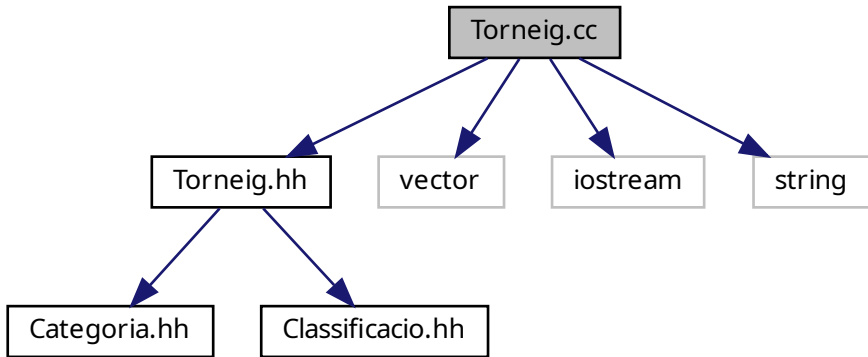 Torneig.cc
Torneig.hh
vector
iostream
string
Categoria.hh
Classificacio.hh